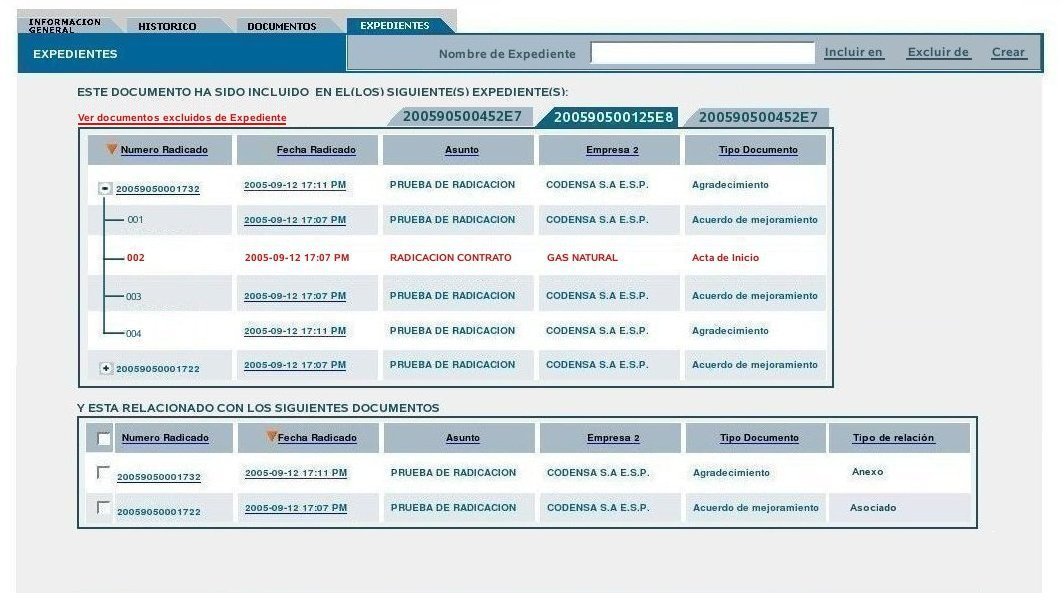 INFORMACION
GENERAL
HISTORICO
DOCUMENTOS
EXPEDIENTES
EXPEDIENTES
Nombre de Expediente
Incluir en
Excluir de
Crear
ESTE DOCUMENTO HA SIDO INCLUIDO EN EL(LOS) SIGUIENTE(S) EXPEDIENTE(S):
Ver documentos excluidos de Expediente
200590500452E7
200590500125E8
200590500452E7
Numero Radicado Fecha Radicado Asunto Empresa 2 Tipo Documento
20059050001732 2005-09-12 17:11 PM PRUEBA DE RADICACION CODENSA S.A E.S.P. Agradecimiento
001 2005-09-12 17:07 PM PRUEBA DE RADICACION CODENSA S.A E.S.P. Acuerdo de mejoramiento
002 2005-09-12 17:07 PM RADICACION CONTRATO GAS NATURAL Acta de Inicio
003 2005-09-12 17:07 PM PRUEBA DE RADICACION CODENSA S.A E.S.P. Acuerdo de mejoramiento
004 2005-09-12 17:11 PM PRUEBA DE RADICACION CODENSA S.A E.S.P. Agradecimiento
20059050001722 2005-09-12 17:07 PM PRUEBA DE RADICACION CODENSA S.A E.S.P. Acuerdo de mejoramiento
Y ESTA RELACIONADO CON LOS SIGUIENTES DOCUMENTOS
Numero Radicado Fecha Radicado Asunto Empresa 2 Tipo Documento Tipo de relación
20059050001732 2005-09-12 17:11 PM PRUEBA DE RADICACION CODENSA S.A E.S.P. Agradecimiento Anexo
20059050001722 2005-09-12 17:07 PM PRUEBA DE RADICACION CODENSA S.A E.S.P. Acuerdo de mejoramiento Asociado